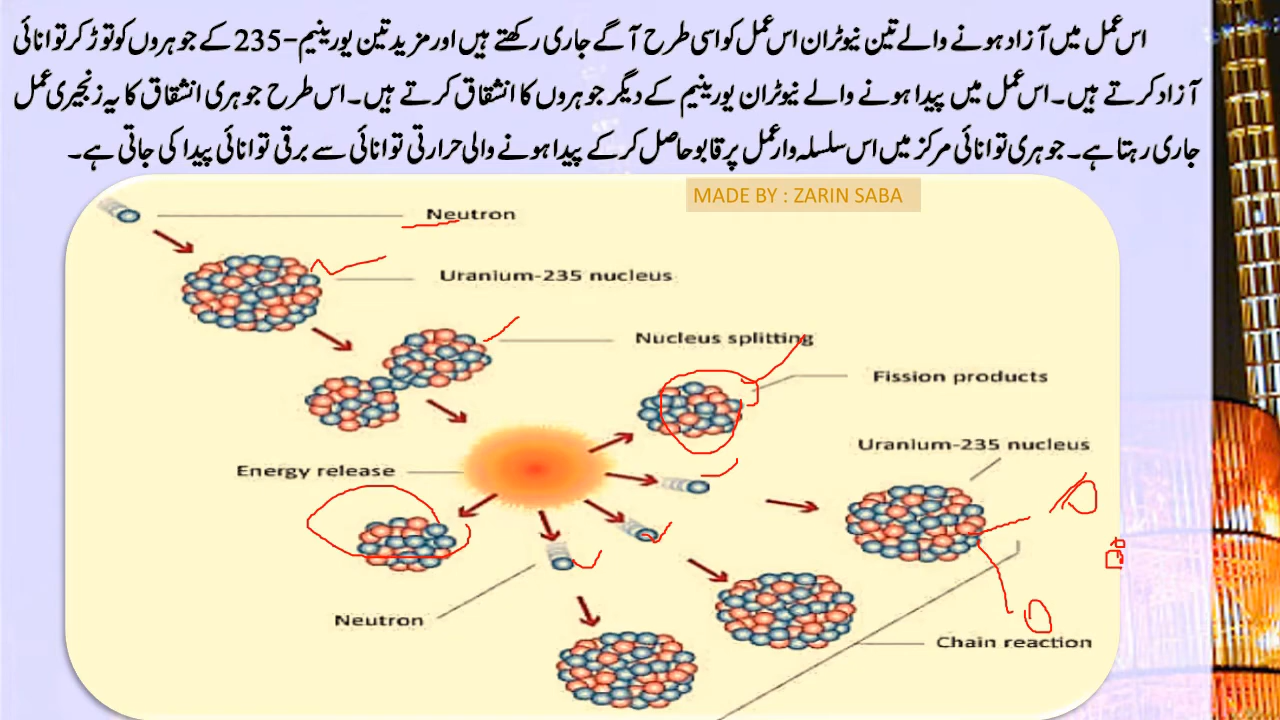 اس عمل میں آزاد ہونے والے تین نیوٹران اس عمل کو اسی طرح آگے جاری رکھتے ہیں اور مزید تین یورینیم-235 کے جوہروں کو توڑ کر توانائی
آزاد کرتے ہیں۔ اس عمل میں پیدا ہونے والے نیوٹران یورینیم کے دیگر جوہروں کا انشقاق کرتے ہیں۔ اس طرح جوہری انشقاق کا یہ زنجیری عمل
جاری رہتا ہے۔ جوہری توانائی مرکز میں اس سلسلہ وار عمل پر قابو حاصل کرکے پیدا ہونے والی حرارتی توانائی سے برقی توانائی پیدا کی جاتی ہے۔
MADE BY : ZARIN SABA
Neutron
Uranium-235 nucleus
Nucleus splitting
Fission products
Uranium-235 nucleus
Energy release
Neutron
Chain reaction